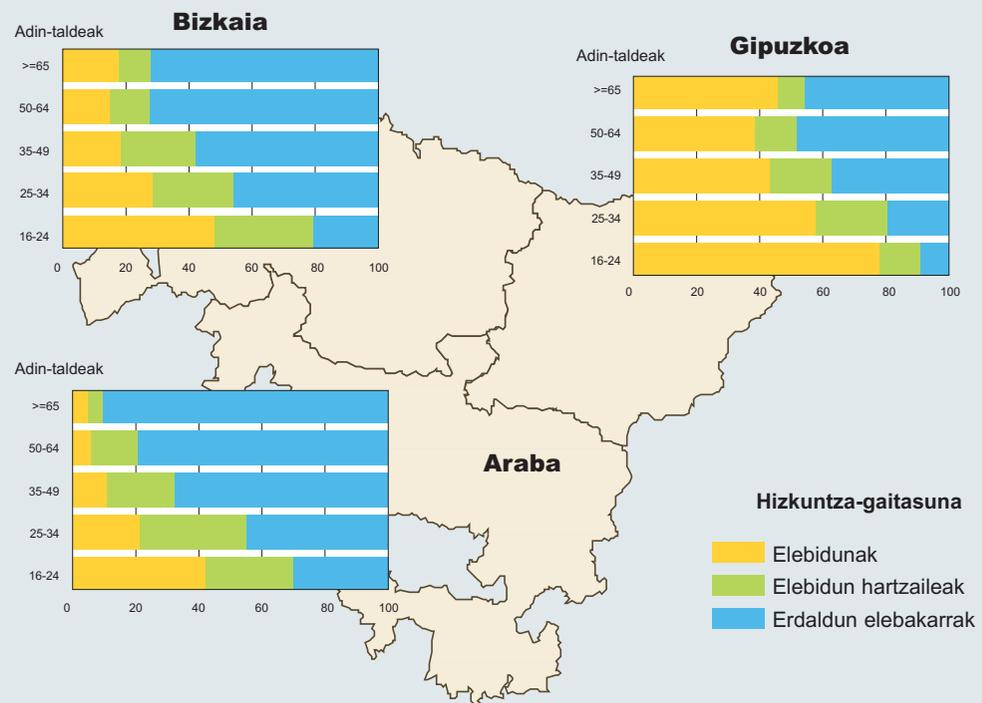 Bizkaia
Adin-taldeak
>=65
50-64
35-49
25-34
16-24
0 20 40 60 80 100
Gipuzkoa
Adin-taldeak
>=65
50-64
35-49
25-34
16-24
0 20 40 60 80 100
Adin-taldeak
>=65
50-64
35-49
25-34
16-24
0 20 40 60 80 100
Araba
Hizkuntza-gaitasuna
Elebidunak
Elebidun hartzaileak
Erdaldun elebakarrak